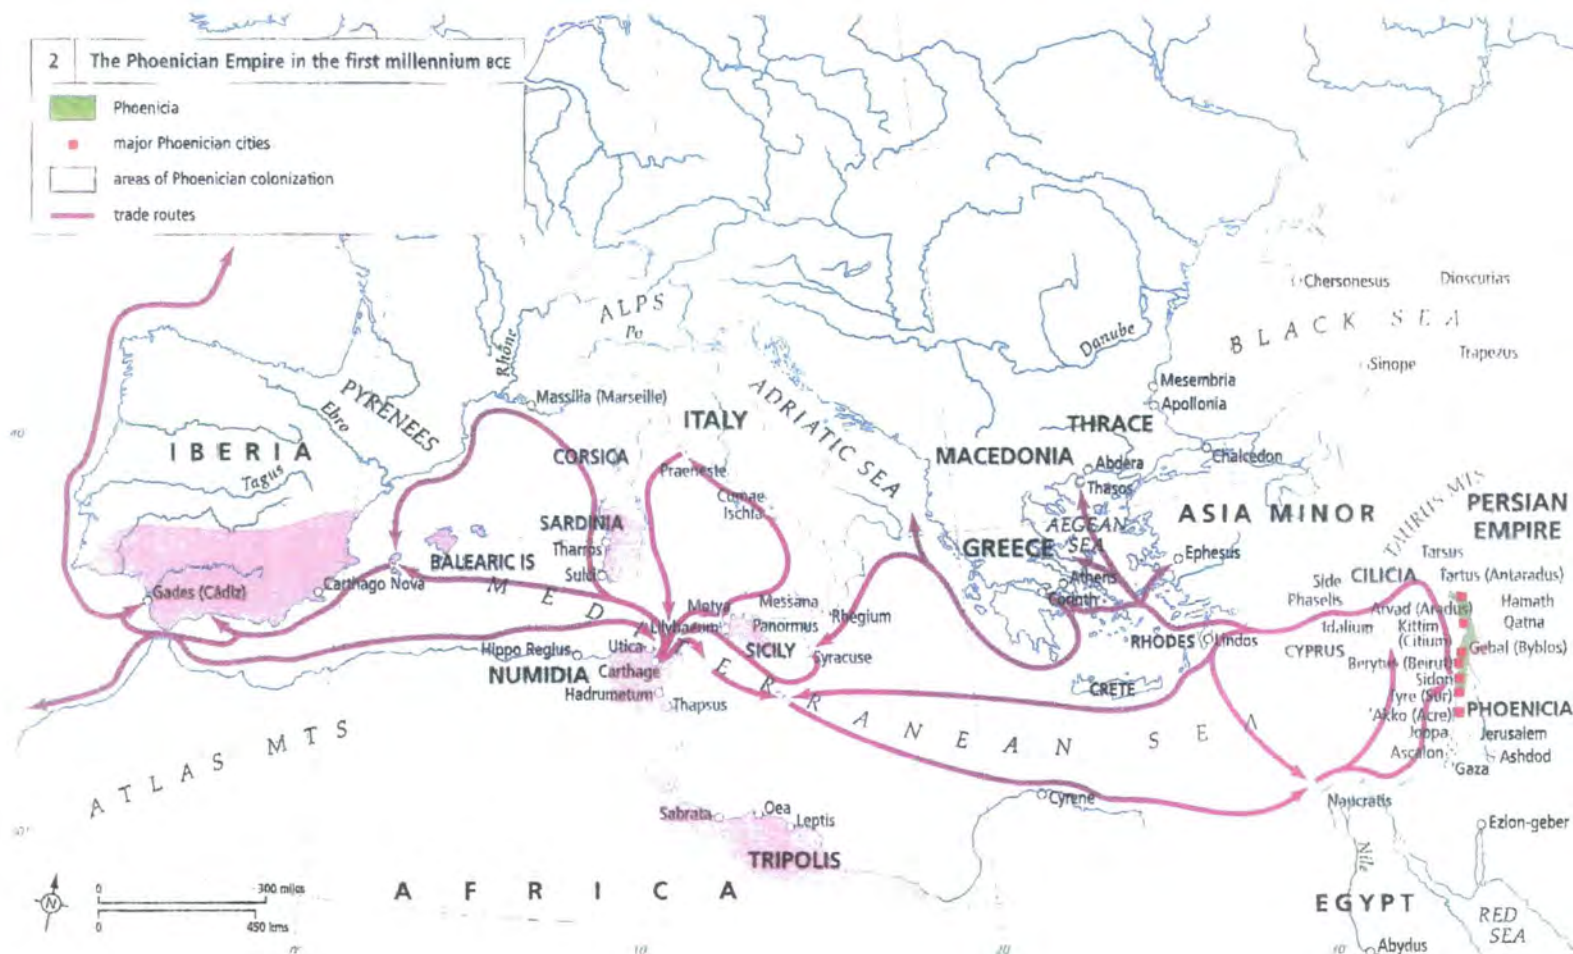 2 The Phoenician Empire in the first millennium BCE
Phoenicia
major Phoenician cities
areas of Phoenician colonization
trade routes
Chersonesus
Dioscurias
BLACK SEA
Sinope
Trapezus
ALPS
Po
Rhône
Danube
PYRENEES
Ebro
IBERIA
Tagus
Massilia (Marseille)
ITALY
ADRIATIC SEA
Mesembria
Apollonia
THRACE
MACEDONIA
Abdera
Thasos
Chalcedon
40
CORSICA
Praeneste
Cumae
Ischia
SARDINIA
Tharros
Sulci
BALEARIC IS
AEGEAN
SEA
GREECE
ASIA MINOR
Ephesus
Athens
Corinth
TAURUS MTS
PERSIAN
EMPIRE
Tarsus
CILICIA
Side
Phaselis
Tartus (Antaradus)
Arvad (Aradus)
Hamath
Qatna
Gades (Cádiz)
Carthago Nova
MEDITERRANEAN SEA
Motya
Lilybaeum
Messana
Panormus
Rhegium
SICILY
Syracuse
Hippo Regius
Utica
NUMIDIA
Carthage
Hadrumetum
Thapsus
RHODES
Lindos
CRETE
Idalium
Kittim
(Citium)
CYPRUS
Gebal (Byblos)
Berytus (Beirut)
Sidon
Tyre (Sur)
'Akko (Acre)
PHOENICIA
Joppa
Jerusalem
Ascalon
Ashdod
Gaza
ATLAS MTS
Cyrene
Naucratis
Sabrata
Oea
Leptis
TRIPOLIS
Ezion-geber
Nile
AFRICA
EGYPT
RED
SEA
Abydus
N
0 300 miles
0 450 kms
10
20